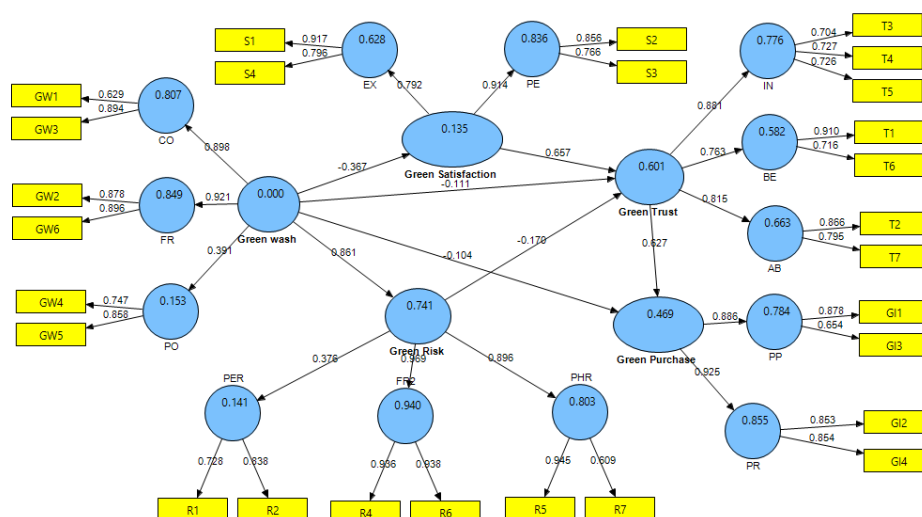 S1
0.917
S4
0.796
0.628
EX
0.792
0.836
PE
0.914
0.856
S2
0.766
S3
0.776
IN
0.881
0.704
T3
0.727
T4
0.726
T5
GW1
0.629
GW3
0.894
0.807
CO
0.898
0.135
Green Satisfaction
0.657
0.601
Green Trust
0.763
0.582
BE
0.910
T1
0.716
T6
-0.367
-0.111
GW2
0.878
GW6
0.896
0.849
FR
0.921
0.000
Green wash
0.815
0.663
AB
0.866
T2
0.795
T7
0.391
0.861
-0.104
-0.170
0.627
GW4
0.747
GW5
0.858
0.153
PO
0.741
Green Risk
0.469
Green Purchase
0.886
0.784
PP
0.878
GI1
0.654
GI3
0.925
0.376
0.969
0.896
PER
0.141
FR2
0.940
PHR
0.803
0.855
PR
0.853
GI2
0.854
GI4
0.728
0.838
0.936
0.938
0.945
0.609
R1
R2
R4
R6
R5
R7